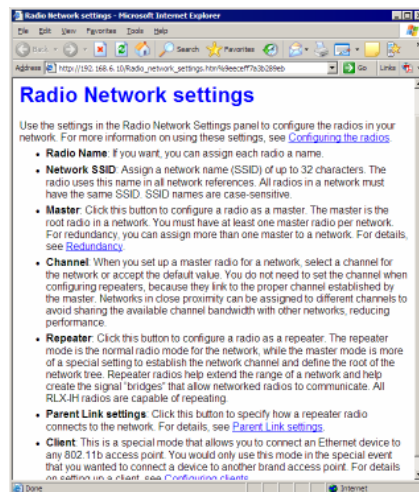 Radio Network settings - Microsoft Internet Explorer
File Edit View Favorites Tools Help
Back Search Favorites
Address http://192.168.6.10/Radio_network_settings.htm%9eeceff7a3b289eb Go Links
Radio Network settings
Use the settings in the Radio Network Settings panel to configure the radios in your
network. For more information on using these settings, see Configuring the radios.
• Radio Name: If you want, you can assign each radio a name.
• Network SSID: Assign a network name (SSID) of up to 32 characters. The
radio uses this name in all network references. All radios in a network must
have the same SSID. SSID names are case-sensitive.
• Master: Click this button to configure a radio as a master. The master is the
root radio in a network. You must have at least one master radio per network.
For redundancy, you can assign more than one master to a network. For details,
see Redundancy.
• Channel: When you set up a master radio for a network, select a channel for
the network or accept the default value. You do not need to set the channel when
configuring repeaters, because they link to the proper channel established by
the master. Networks in close proximity can be assigned to different channels to
avoid sharing the available channel bandwidth with other networks, reducing
performance.
• Repeater: Click this button to configure a radio as a repeater. The repeater
mode is the normal radio mode for the network, while the master mode is more
of a special setting to establish the network channel and define the root of the
network tree. Repeater radios help extend the range of a network and help
create the signal "bridges" that allow networked radios to communicate. All
RLX-IH radios are capable of repeating.
• Parent Link settings: Click this button to specify how a repeater radio
connects to the network. For details, see Parent Link settings.
• Client: This is a special mode that allows you to connect an Ethernet device to
any 802.11b access point. You would only use this mode in the special event
that you wanted to connect a device to another brand access point. For details
on setting up a client, see Configuring clients.
Done Internet